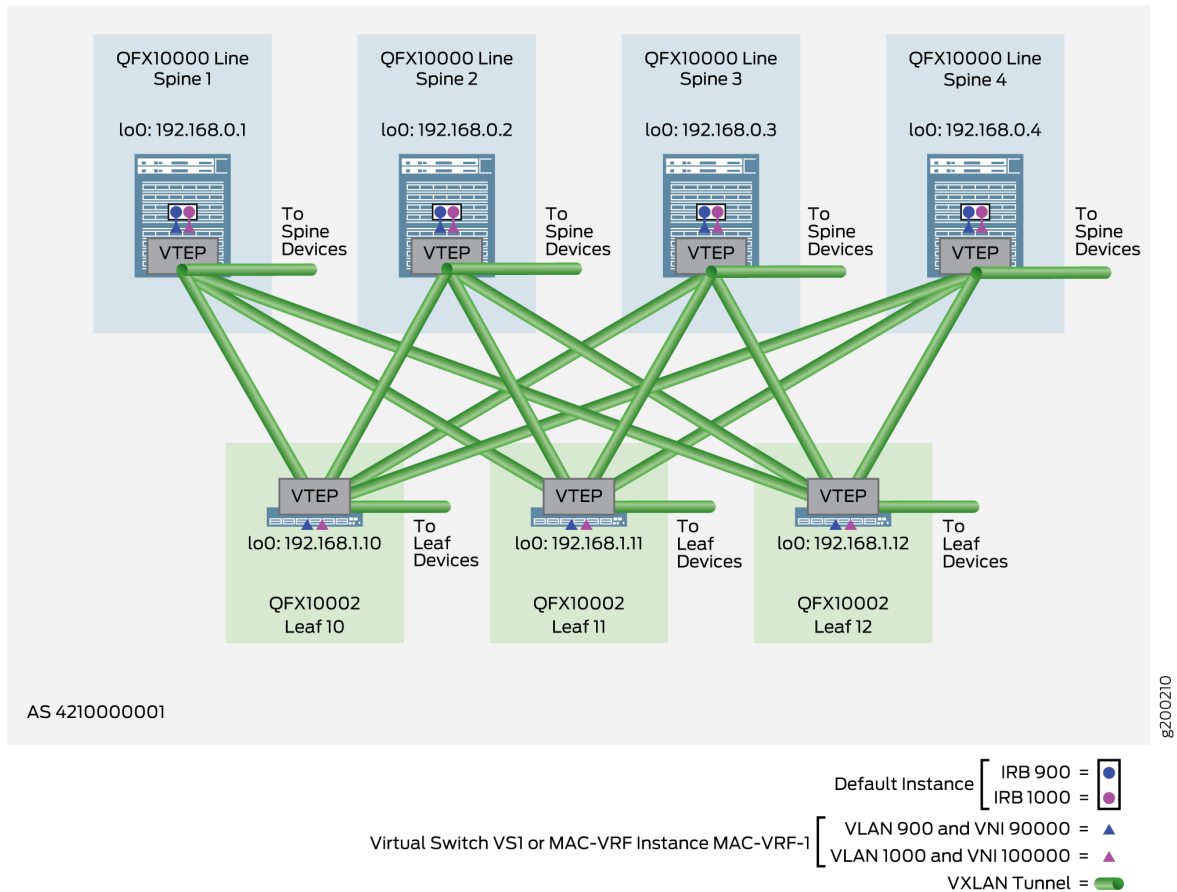 QFX10000 Line
Spine 1
lo0: 192.168.0.1
To
Spine
Devices
VTEP
QFX10000 Line
Spine 2
lo0: 192.168.0.2
To
Spine
Devices
VTEP
QFX10000 Line
Spine 3
lo0: 192.168.0.3
To
Spine
Devices
VTEP
QFX10000 Line
Spine 4
lo0: 192.168.0.4
To
Spine
Devices
VTEP
VTEP
lo0: 192.168.1.10
To
Leaf
Devices
QFX10002
Leaf 10
VTEP
lo0: 192.168.1.11
To
Leaf
Devices
QFX10002
Leaf 11
VTEP
lo0: 192.168.1.12
To
Leaf
Devices
QFX10002
Leaf 12
AS 4210000001
g200210
Default Instance
IRB 900 =
IRB 1000 =
Virtual Switch VS1 or MAC-VRF Instance MAC-VRF-1
VLAN 900 and VNI 90000 =
VLAN 1000 and VNI 100000 =
VXLAN Tunnel =